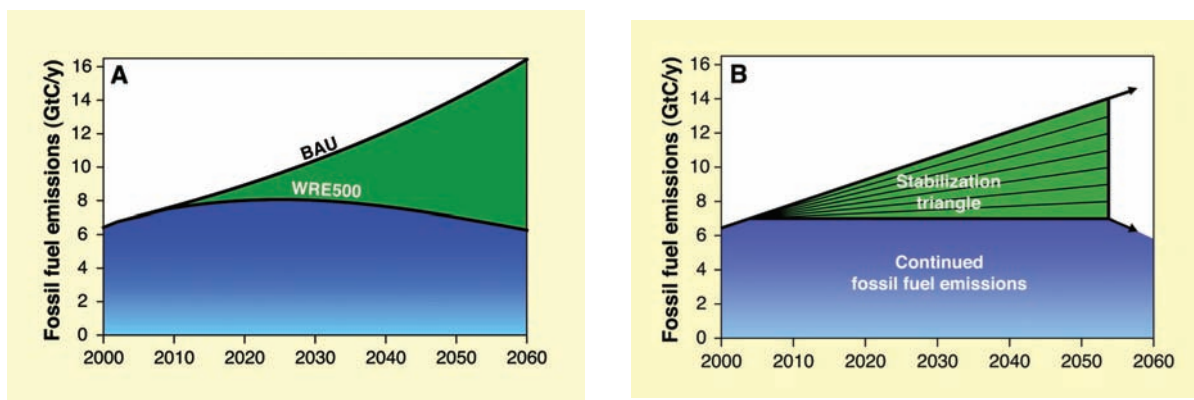 A
Fossil fuel emissions (GtC/y)
16
14
12
10
8
6
4
2
0
BAU
WRE500
2000 2010 2020 2030 2040 2050 2060
B
Fossil fuel emissions (GtC/y)
16
14
12
10
8
6
4
2
0
Stabilization
triangle
Continued
fossil fuel emissions
2000 2010 2020 2030 2040 2050 2060